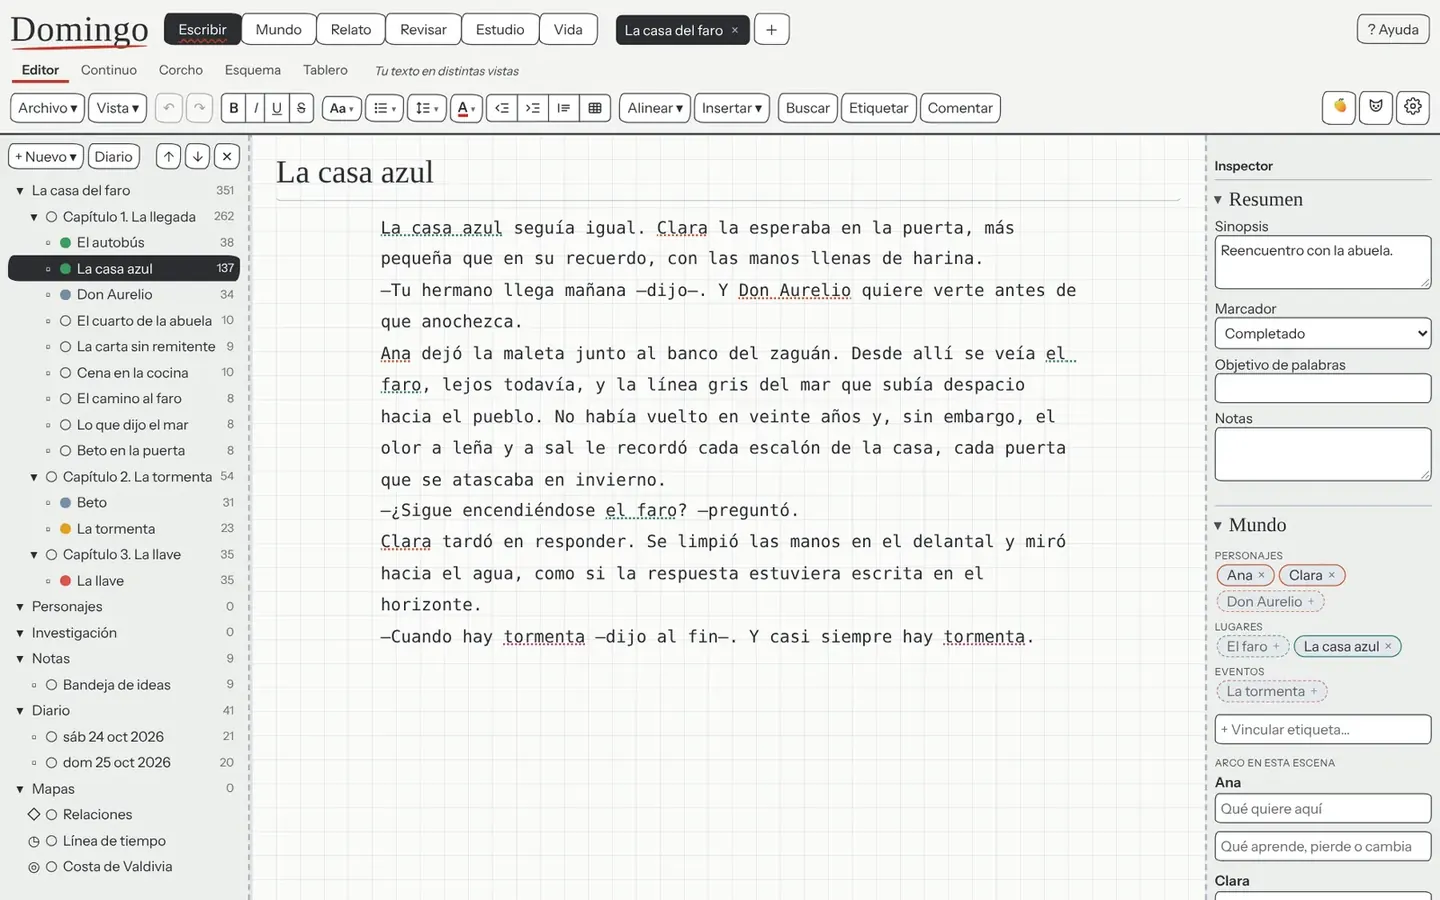 Domingo
Escribir Mundo Relato Revisar Estudio Vida La casa del faro × + ? Ayuda
Editor Continuo Corcho Esquema Tablero Tu texto en distintas vistas
Archivo ▾ Vista ▾ B I U S Aa A Alinear ▾ Insertar ▾ Buscar Etiquetar Comentar
+ Nuevo ▾ Diario
La casa del faro 351
Capítulo 1. La llegada 262
El autobús 38
La casa azul 137
Don Aurelio 34
El cuarto de la abuela 10
La carta sin remitente 9
Cena en la cocina 10
El camino al faro 8
Lo que dijo el mar 8
Beto en la puerta 8
Capítulo 2. La tormenta 54
Beto 31
La tormenta 23
Capítulo 3. La llave 35
La llave 35
Personajes 0
Investigación 0
Notas 9
Bandeja de ideas 9
Diario 41
sáb 24 oct 2026 21
dom 25 oct 2026 20
Mapas 0
Relaciones
Línea de tiempo
Costa de Valdivia
La casa azul
La casa azul seguía igual. Clara la esperaba en la puerta, más
pequeña que en su recuerdo, con las manos llenas de harina.
—Tu hermano llega mañana —dijo—. Y Don Aurelio quiere verte antes de
que anochezca.
Ana dejó la maleta junto al banco del zaguán. Desde allí se veía el
faro, lejos todavía, y la línea gris del mar que subía despacio
hacia el pueblo. No había vuelto en veinte años y, sin embargo, el
olor a leña y a sal le recordó cada escalón de la casa, cada puerta
que se atascaba en invierno.
—¿Sigue encendiéndose el faro? —preguntó.
Clara tardó en responder. Se limpió las manos en el delantal y miró
hacia el agua, como si la respuesta estuviera escrita en el
horizonte.
—Cuando hay tormenta —dijo al fin—. Y casi siempre hay tormenta.
Inspector
Resumen
Sinopsis
Reencuentro con la abuela.
Marcador
Completado
Objetivo de palabras
Notas
Mundo
PERSONAJES
Ana × Clara ×
Don Aurelio +
LUGARES
El faro + La casa azul ×
EVENTOS
La tormenta +
+ Vincular etiqueta...
ARCO EN ESTA ESCENA
Ana
Qué quiere aquí
Qué aprende, pierde o cambia
Clara